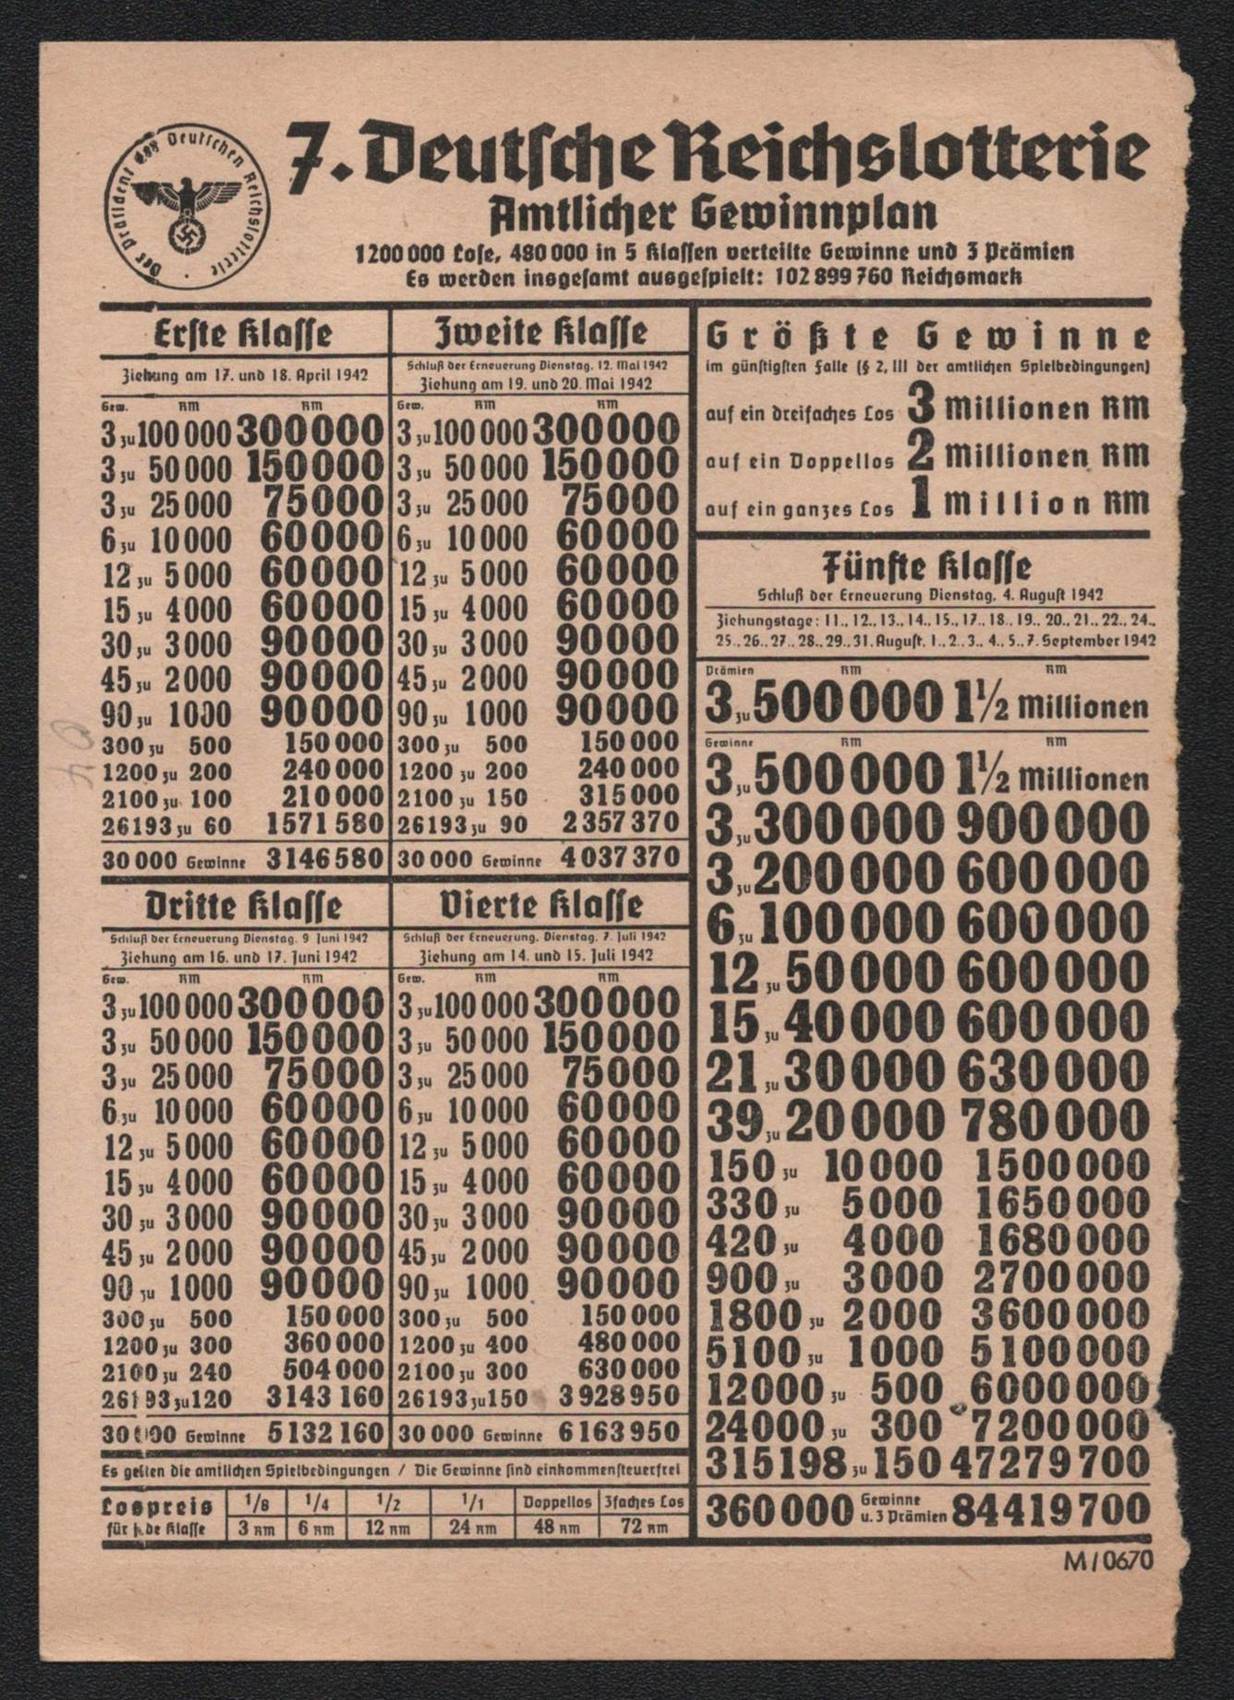 Der Präsident der Deutschen Reichslotterie
7. Deutsche Reichslotterie
Amtlicher Gewinnplan
1200000 Lose, 480000 in 5 Klassen verteilte Gewinne und 3 Prämien
Es werden insgesamt ausgespielt: 102899760 Reichsmark
Erste Klasse
Ziehung am 17. und 18. April 1942
Gew. RM RM
3 zu 100000 300000
3 zu 50000 150000
3 zu 25000 75000
6 zu 10000 60000
12 zu 5000 60000
15 zu 4000 60000
30 zu 3000 90000
45 zu 2000 90000
90 zu 1000 90000
300 zu 500 150000
1200 zu 200 240000
2100 zu 100 210000
26193 zu 60 1571580
30000 Gewinne 3146580
Zweite Klasse
Schluß der Erneuerung Dienstag, 12. Mai 1942
Ziehung am 19. und 20. Mai 1942
Gew. RM RM
3 zu 100000 300000
3 zu 50000 150000
3 zu 25000 75000
6 zu 10000 60000
12 zu 5000 60000
15 zu 4000 60000
30 zu 3000 90000
45 zu 2000 90000
90 zu 1000 90000
300 zu 500 150000
1200 zu 200 240000
2100 zu 150 315000
26193 zu 90 2357370
30000 Gewinne 4037370
Dritte Klasse
Schluß der Erneuerung Dienstag, 9 Juni 1942
Ziehung am 16. und 17. Juni 1942
Gew. RM RM
3 zu 100000 300000
3 zu 50000 150000
3 zu 25000 75000
6 zu 10000 60000
12 zu 5000 60000
15 zu 4000 60000
30 zu 3000 90000
45 zu 2000 90000
90 zu 1000 90000
300 zu 500 150000
1200 zu 300 360000
2100 zu 240 504000
26193 zu 120 3143160
30000 Gewinne 5132160
Vierte Klasse
Schluß der Erneuerung, Dienstag, 7. Juli 1942
Ziehung am 14. und 15. Juli 1942
Gew. RM RM
3 zu 100000 300000
3 zu 50000 150000
3 zu 25000 75000
6 zu 10000 60000
12 zu 5000 60000
15 zu 4000 60000
30 zu 3000 90000
45 zu 2000 90000
90 zu 1000 90000
300 zu 500 150000
1200 zu 400 480000
2100 zu 300 630000
26193 zu 150 3928950
30000 Gewinne 6163950
Es gelten die amtlichen Spielbedingungen / Die Gewinne sind einkommensteuerfrei
Lospreis 1/8 1/4 1/2 1/1 Doppellos 3faches Los
für jede Klasse 3 RM 6 RM 12 RM 24 RM 48 RM 72 RM
Größte Gewinne
im günstigsten Falle (§ 2, III der amtlichen Spielbedingungen)
auf ein dreifaches Los 3 Millionen RM
auf ein Doppellos 2 Millionen RM
auf ein ganzes Los 1 Million RM
Fünfte Klasse
Schluß der Erneuerung Dienstag, 4. August 1942
Ziehungstage: 11., 12., 13., 14., 15., 17., 18., 19., 20., 21., 22., 24.,
25., 26., 27., 28., 29., 31. August, 1., 2., 3., 4., 5., 7. September 1942
Prämien RM RM
3 zu 500000 1 1/2 Millionen
Gewinne RM RM
3 zu 500000 1 1/2 Millionen
3 zu 300000 900000
3 zu 200000 600000
6 zu 100000 600000
12 zu 50000 600000
15 zu 40000 600000
21 zu 30000 630000
39 zu 20000 780000
150 zu 10000 1500000
330 zu 5000 1650000
420 zu 4000 1680000
900 zu 3000 2700000
1800 zu 2000 3600000
5100 zu 1000 5100000
12000 zu 500 6000000
24000 zu 300 7200000
315198 zu 150 47279700
360000 Gewinne u. 3 Prämien 84419700
M/0670